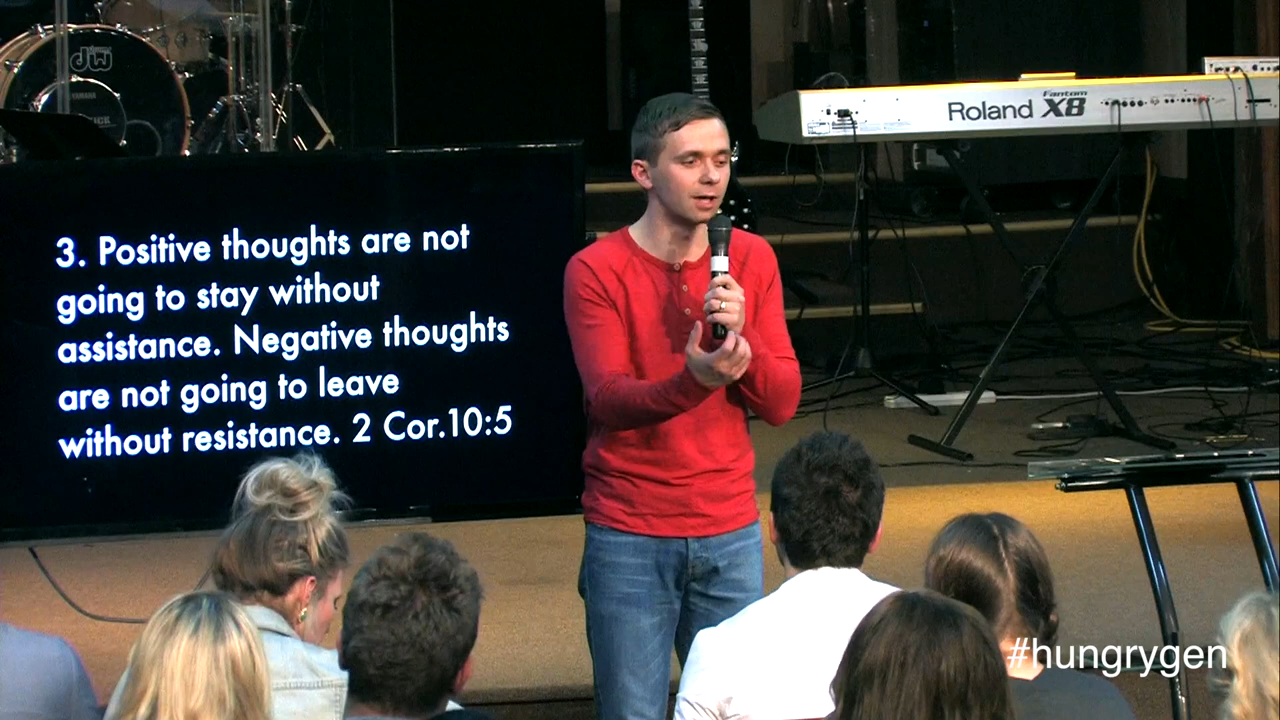 dw
YAMAHA
Roland Fantom X8
3. Positive thoughts are not
going to stay without
assistance. Negative thoughts
are not going to leave
without resistance. 2 Cor.10:5
#hungrygen